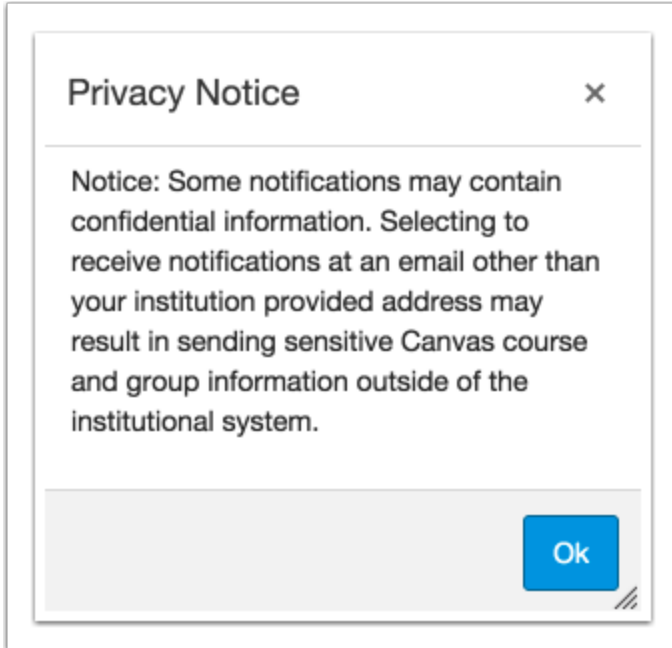 Privacy Notice ×
Notice: Some notifications may contain
confidential information. Selecting to
receive notifications at an email other than
your institution provided address may
result in sending sensitive Canvas course
and group information outside of the
institutional system.
Ok